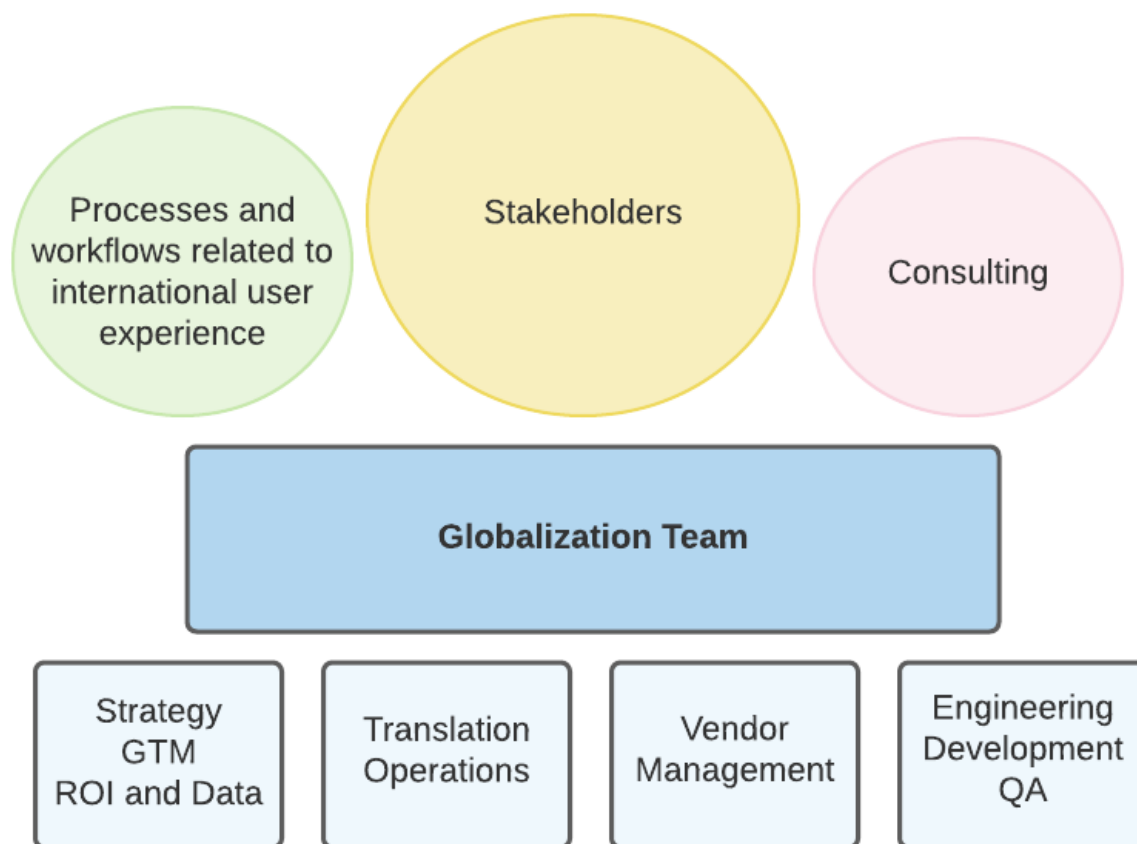 Processes and
workflows related to
international user
experience
Stakeholders
Consulting
Globalization Team
Strategy
GTM
ROI and Data
Translation
Operations
Vendor
Management
Engineering
Development
QA